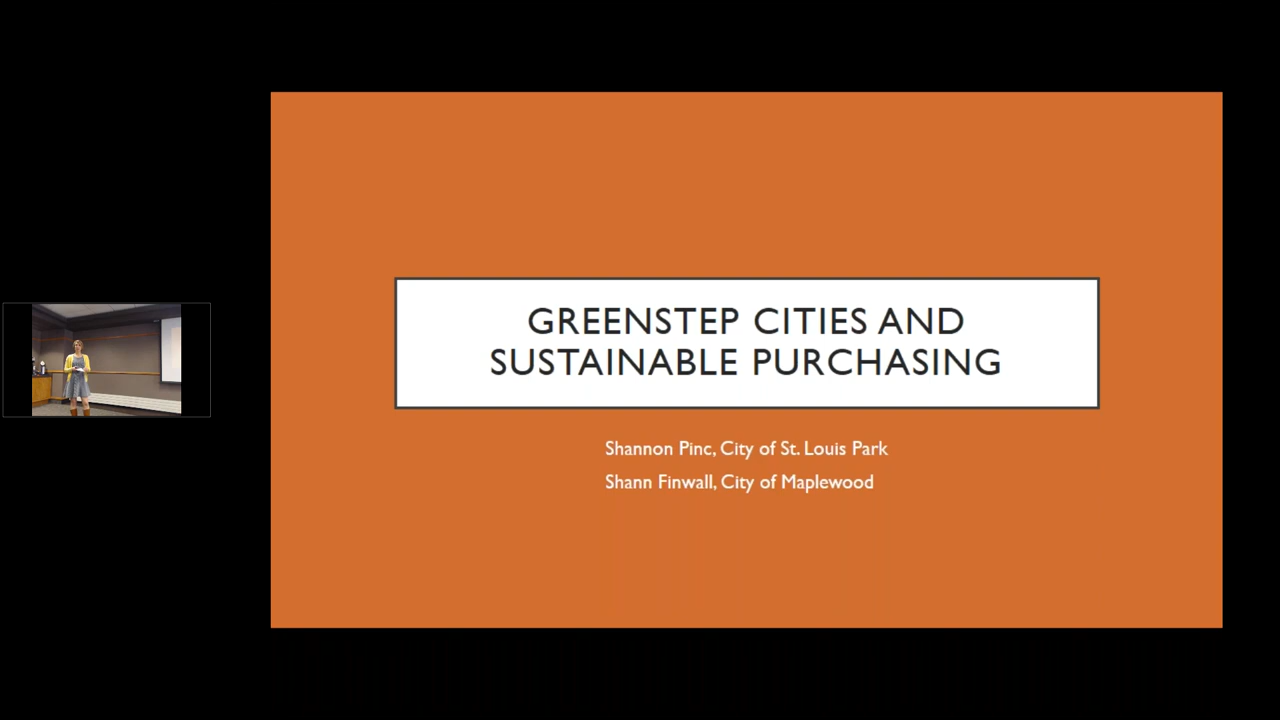 GREENSTEP CITIES AND
SUSTAINABLE PURCHASING
Shannon Pinc, City of St. Louis Park
Shann Finwall, City of Maplewood